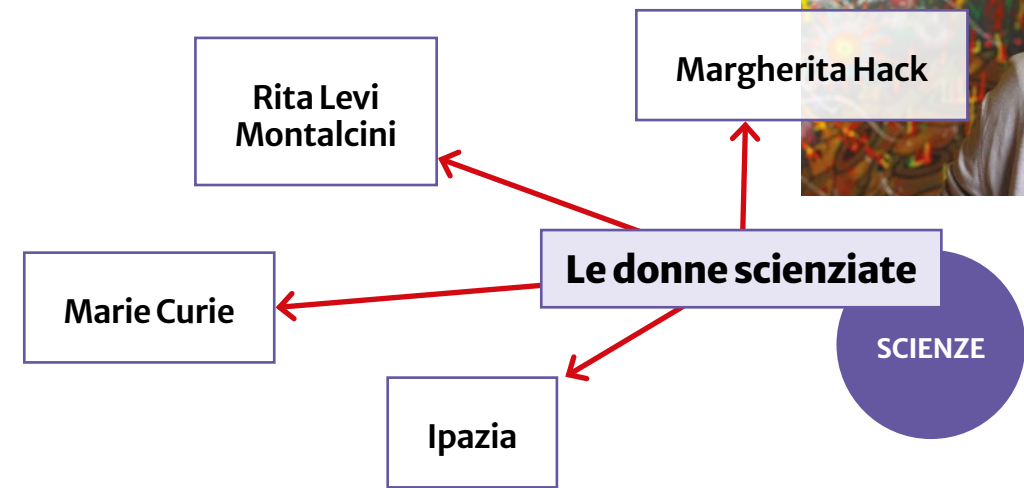 Margherita Hack
Rita Levi
Montalcini
Le donne scienziate
Marie Curie
SCIENZE
Ipazia